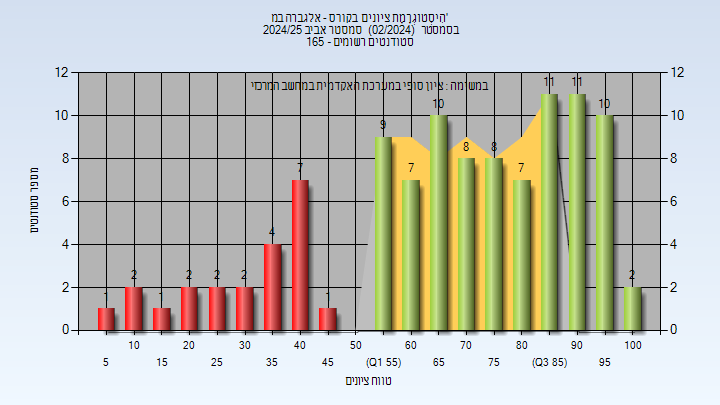 היסטוגרמת ציונים בקורס - אלגברה במ'
בסמסטר (02/2024) סמסטר אביב 2024/25
סטודנטים רשומים - 165
במשימה : ציון סופי במערכת האקדמית במחשב המרכזי
מספר סטודנטים
12 12
10 10
8 8
6 6
4 4
2 2
0 0
1 2 1 2 2 2 4 7 1 9 7 10 8 8 7 11 11 10 2
10 20 30 40 50 60 70 80 90 100
5 15 25 35 45 (Q1 55) 65 75 (Q3 85) 95
טווח ציונים